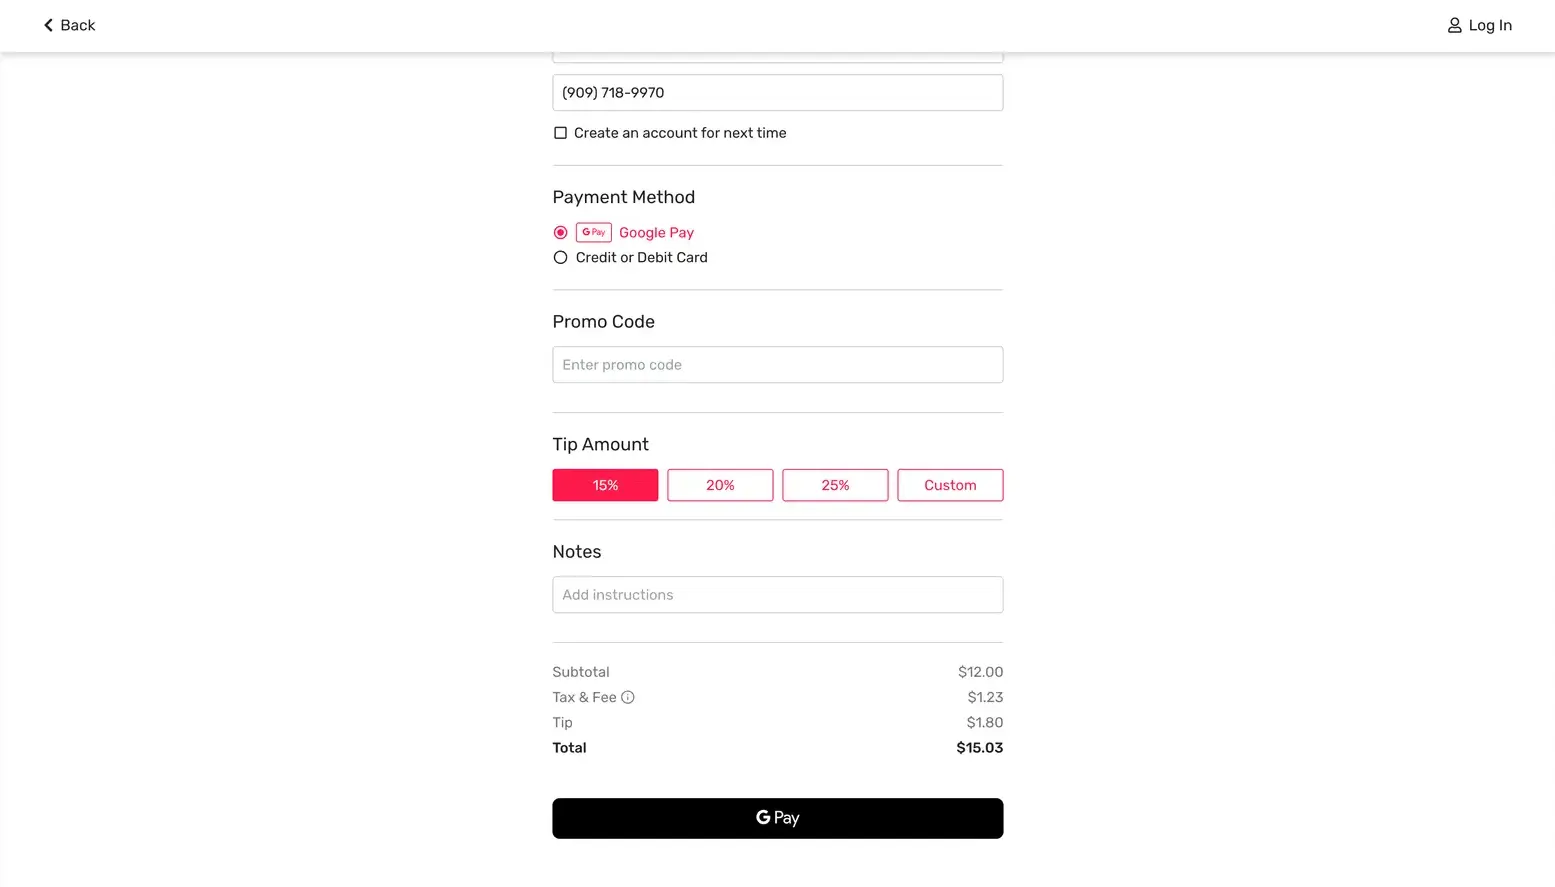 Back
Log In
(909) 718-9970
Create an account for next time
Payment Method
G Pay Google Pay
Credit or Debit Card
Promo Code
Enter promo code
Tip Amount
15% 20% 25% Custom
Notes
Add instructions
Subtotal $12.00
Tax & Fee $1.23
Tip $1.80
Total $15.03
G Pay